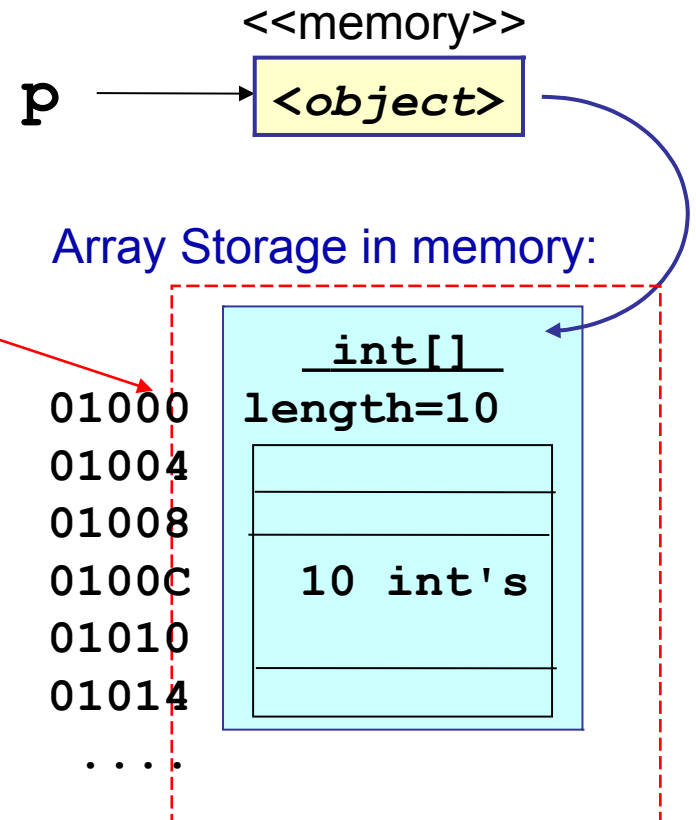 <<memory>>
p <object>
Array Storage in memory:
int[]
01000 length=10
01004
01008
0100C 10 int's
01010
01014
....